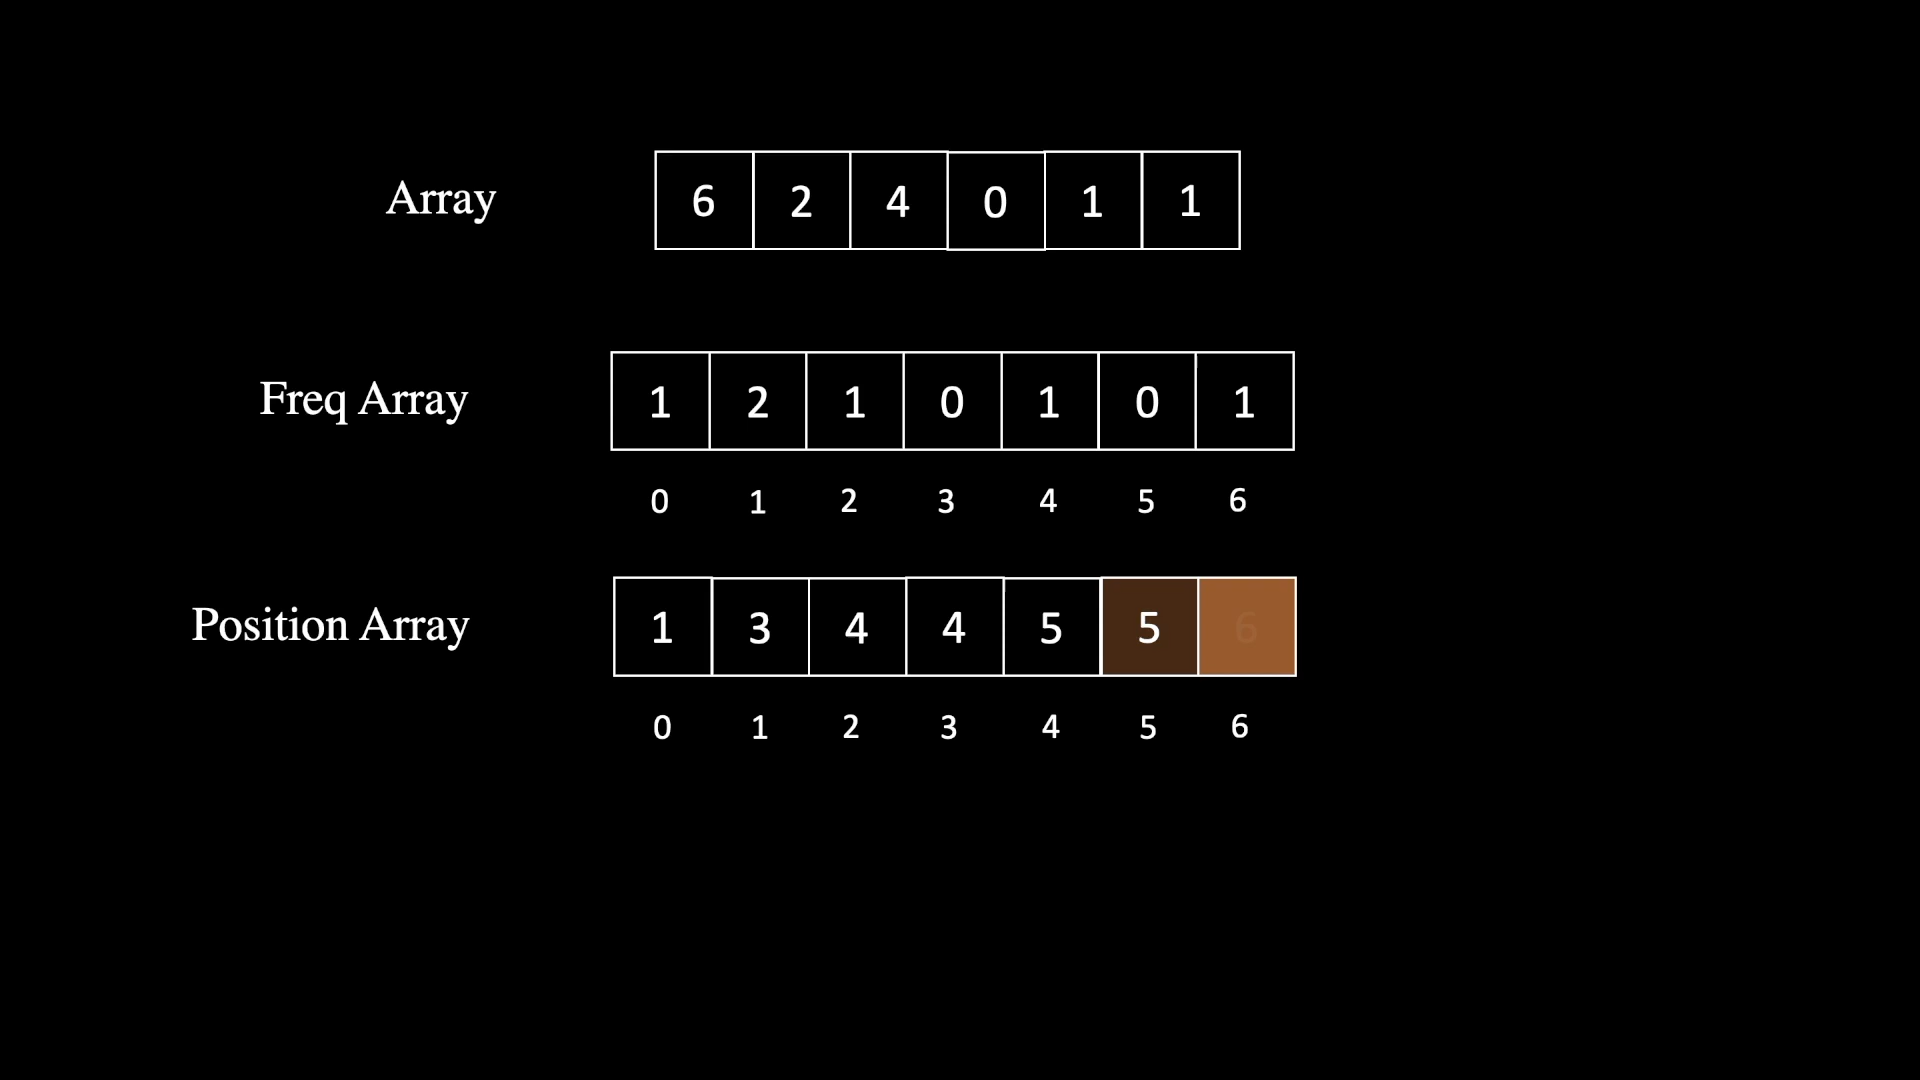 Array 6 2 4 0 1 1
Freq Array 1 2 1 0 1 0 1
0 1 2 3 4 5 6
Position Array 1 3 4 4 5 5 6
0 1 2 3 4 5 6